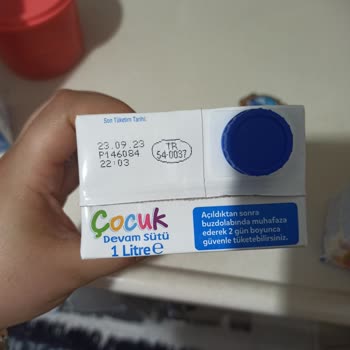 Son Tüketim Tarihi:
23.09.23
P146084
22:03
TR
54-0037
Çocuk
Devam Sütü
1 Litre e
Açıldıktan sonra
buzdolabında muhafaza
ederek 2 gün boyunca
güvenle tüketebilirsiniz.